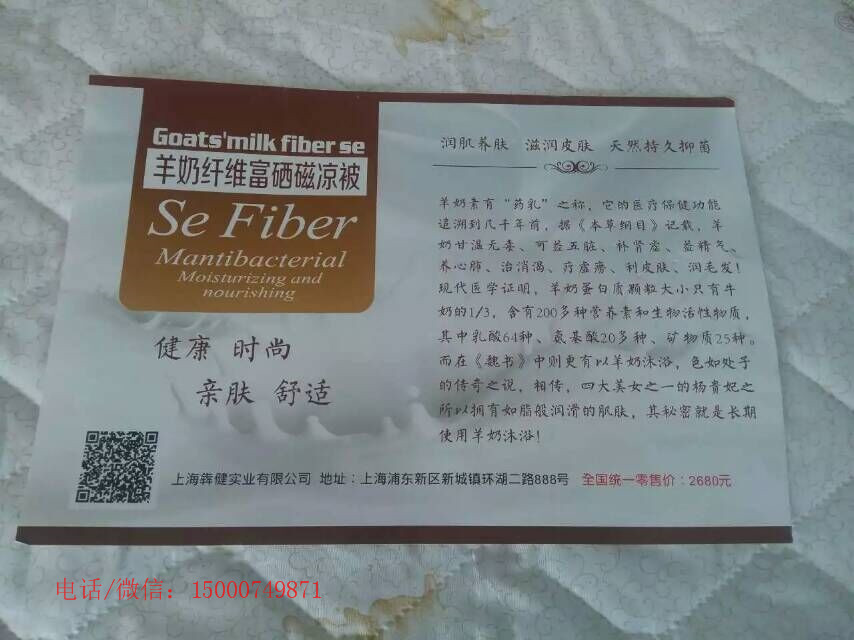 Goats'milk fiber se
羊奶纤维富硒磁凉被
Se Fiber
Mantibacterial
Moisturizing and
nourishing
健康 时尚
亲肤 舒适
润肌养肤 滋润皮肤 天然持久抑菌
羊奶素有“药乳”之称，它的医疗保健功能
追溯到几千年前，据《本草纲目》记载，羊
奶甘温无毒、可益五脏、补肾虚、益精气、
养心肺、治消渴、疗虚痨、利皮肤、润毛发！
现代医学证明，羊奶蛋白质颗粒大小只有牛
奶的1/3，含有200多种营养素和生物活性物质，
其中乳酸64种、氨基酸20多种、矿物质25种。
而在《魏书》中则更有以羊奶沐浴，色如处子
的传奇之说，相传，四大美女之一的杨贵妃之
所以拥有如脂般润滑的肌肤，其秘密就是长期
使用羊奶沐浴！
上海犇健实业有限公司 地址：上海浦东新区新城镇环湖二路888号 全国统一零售价：2680元
电话/微信：15000749871